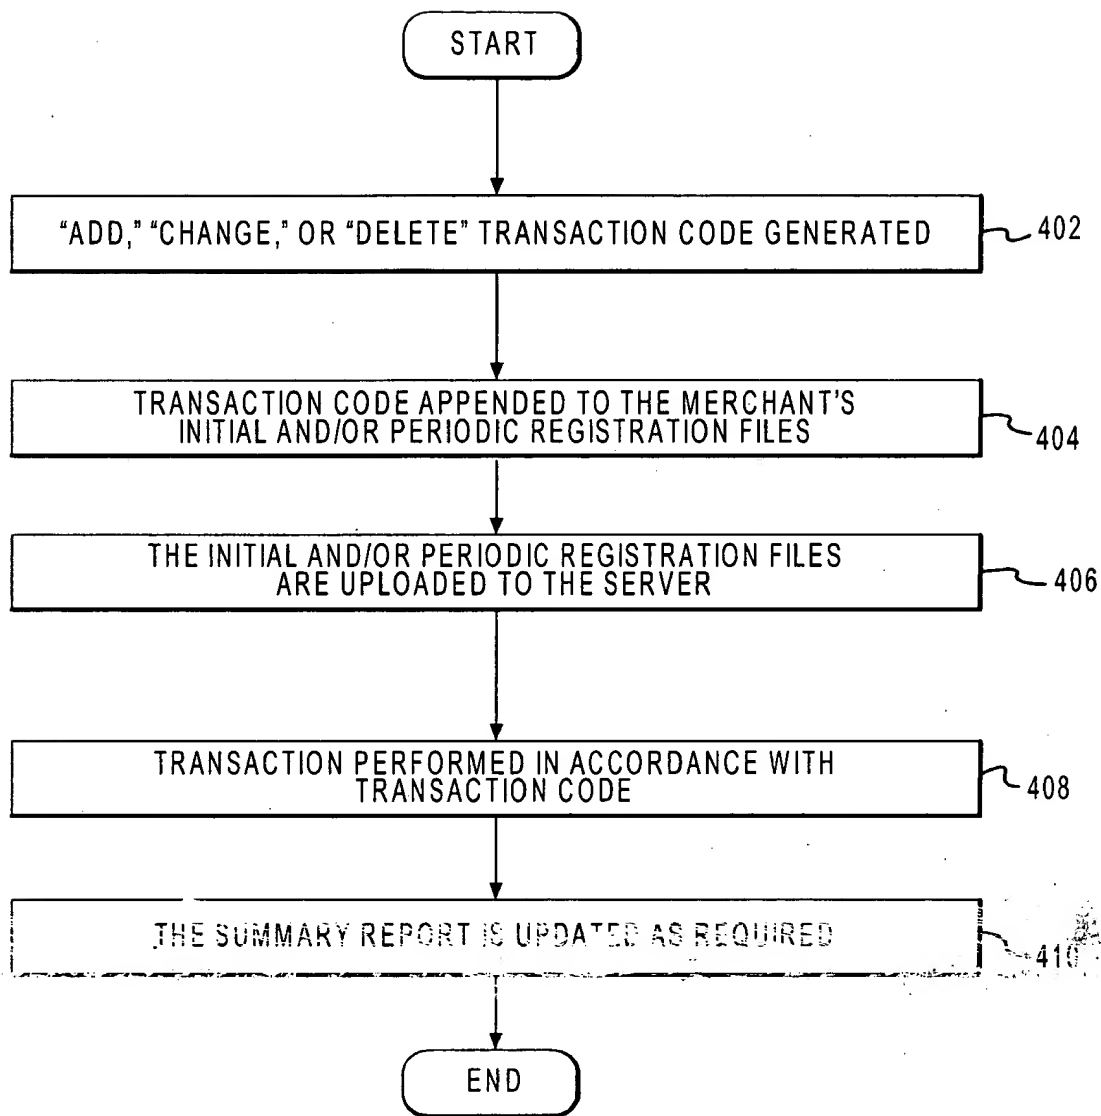 START
"ADD," "CHANGE," OR "DELETE" TRANSACTION CODE GENERATED
402
TRANSACTION CODE APPENDED TO THE MERCHANT'S
INITIAL AND/OR PERIODIC REGISTRATION FILES
404
THE INITIAL AND/OR PERIODIC REGISTRATION FILES
ARE UPLOADED TO THE SERVER
406
TRANSACTION PERFORMED IN ACCORDANCE WITH
TRANSACTION CODE
408
THE SUMMARY REPORT IS UPDATED AS REQUIRED
410
END